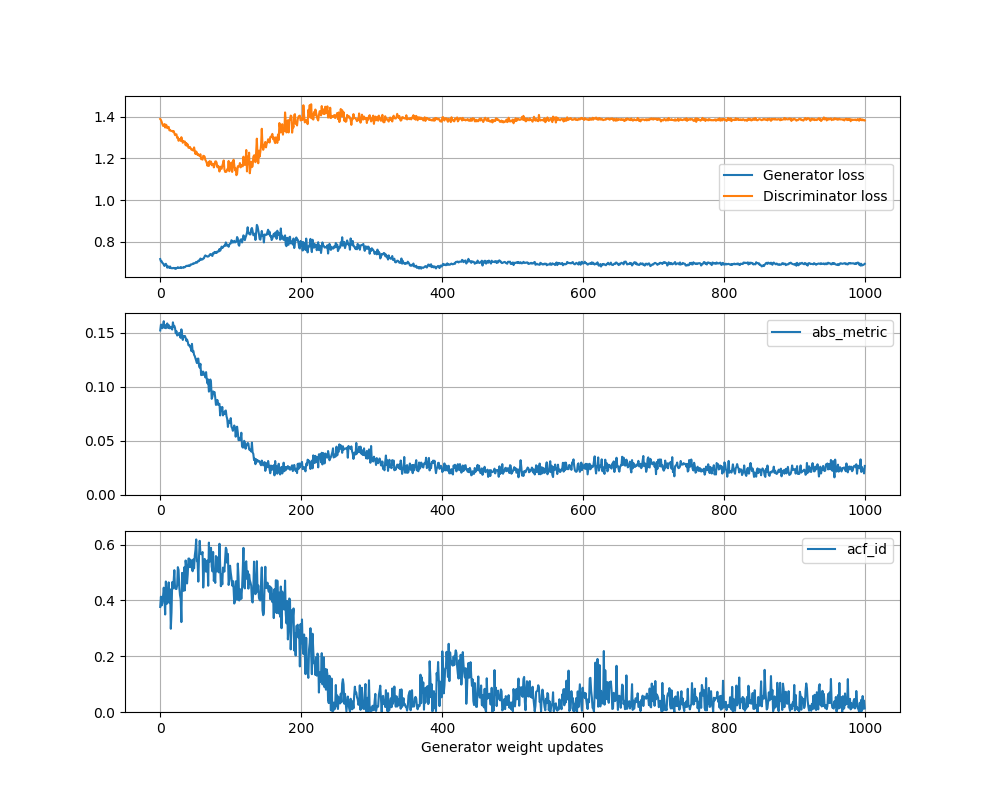 1.4
1.2
1.0
0.8
Generator loss
Discriminator loss
0 200 400 600 800 1000
0.15
0.10
0.05
0.00
abs_metric
0 200 400 600 800 1000
0.6
0.4
0.2
0.0
acf_id
0 200 400 600 800 1000
Generator weight updates